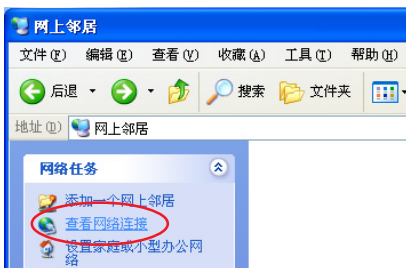 网上邻居
文件(F) 编辑(E) 查看(V) 收藏(A) 工具(T) 帮助(H)
后退 搜索 文件夹
地址(D) 网上邻居
网络任务
添加一个网上邻居
查看网络连接
设置家庭或小型办公网
络